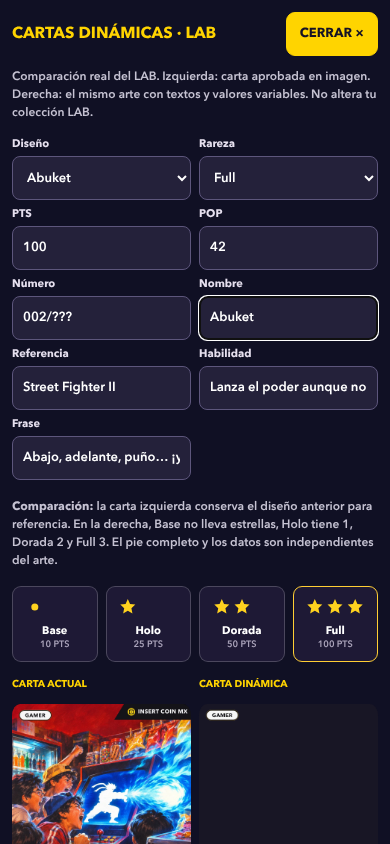 CARTAS DINÁMICAS · LAB
CERRAR ×
Comparación real del LAB. Izquierda: carta aprobada en imagen.
Derecha: el mismo arte con textos y valores variables. No altera tu
colección LAB.
Diseño
Rareza
Abuket
Full
PTS
POP
100
42
Número
Nombre
002/???
Abuket
Referencia
Habilidad
Street Fighter II
Lanza el poder aunque no
Frase
Abajo, adelante, puño... ¡y
Comparación: la carta izquierda conserva el diseño anterior para
referencia. En la derecha, Base no lleva estrellas, Holo tiene 1,
Dorada 2 y Full 3. El pie completo y los datos son independientes
del arte.
Base
10 PTS
Holo
25 PTS
Dorada
50 PTS
Full
100 PTS
CARTA ACTUAL
CARTA DINÁMICA
GAMER
INSERT COIN MX
GAMER